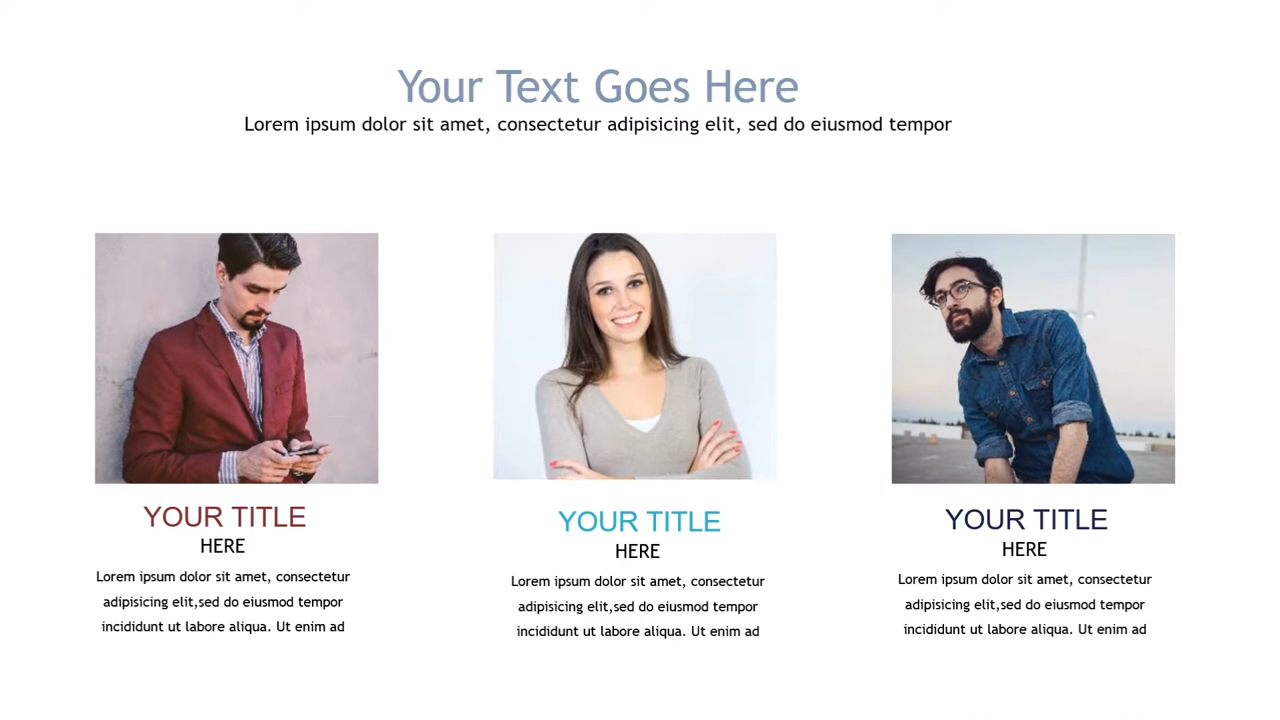 Your Text Goes Here
Lorem ipsum dolor sit amet, consectetur adipisicing elit, sed do eiusmod tempor
YOUR TITLE
HERE
Lorem ipsum dolor sit amet, consectetur
adipisicing elit,sed do eiusmod tempor
incididunt ut labore aliqua. Ut enim ad
YOUR TITLE
HERE
Lorem ipsum dolor sit amet, consectetur
adipisicing elit,sed do eiusmod tempor
incididunt ut labore aliqua. Ut enim ad
YOUR TITLE
HERE
Lorem ipsum dolor sit amet, consectetur
adipisicing elit,sed do eiusmod tempor
incididunt ut labore aliqua. Ut enim ad